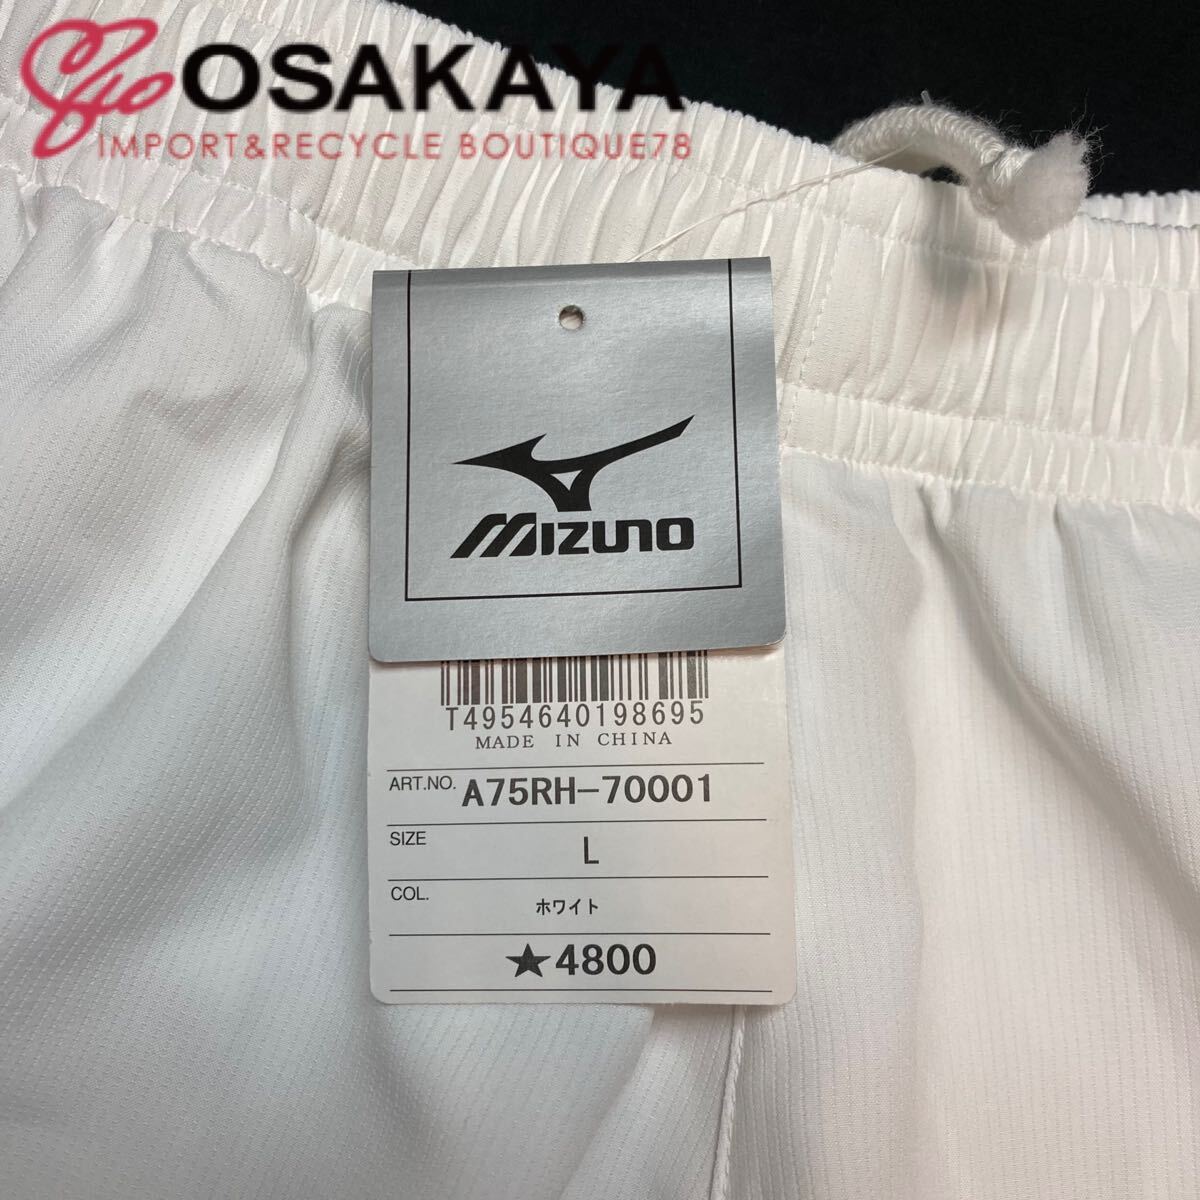 OSAKAYA
IMPORT&RECYCLE BOUTIQUE78
MIZUNO
T4954640198695
MADE IN CHINA
ART.NO. A75RH-70001
SIZE L
COL. ホワイト
★4800